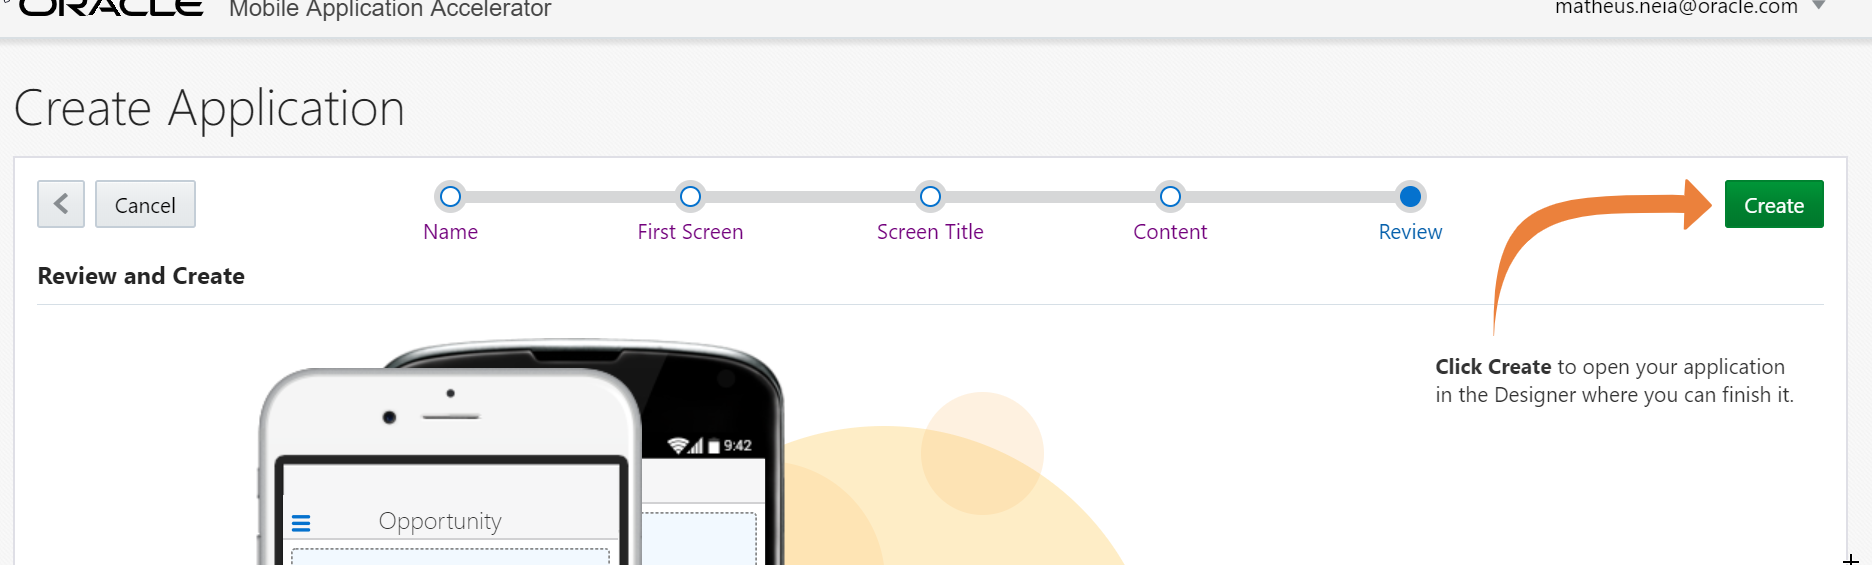 ORACLE Mobile Application Accelerator
matheus.neia@oracle.com
Create Application
Cancel
Name
First Screen
Screen Title
Content
Review
Create
Review and Create
Click Create to open your application
in the Designer where you can finish it.
9:42
Opportunity